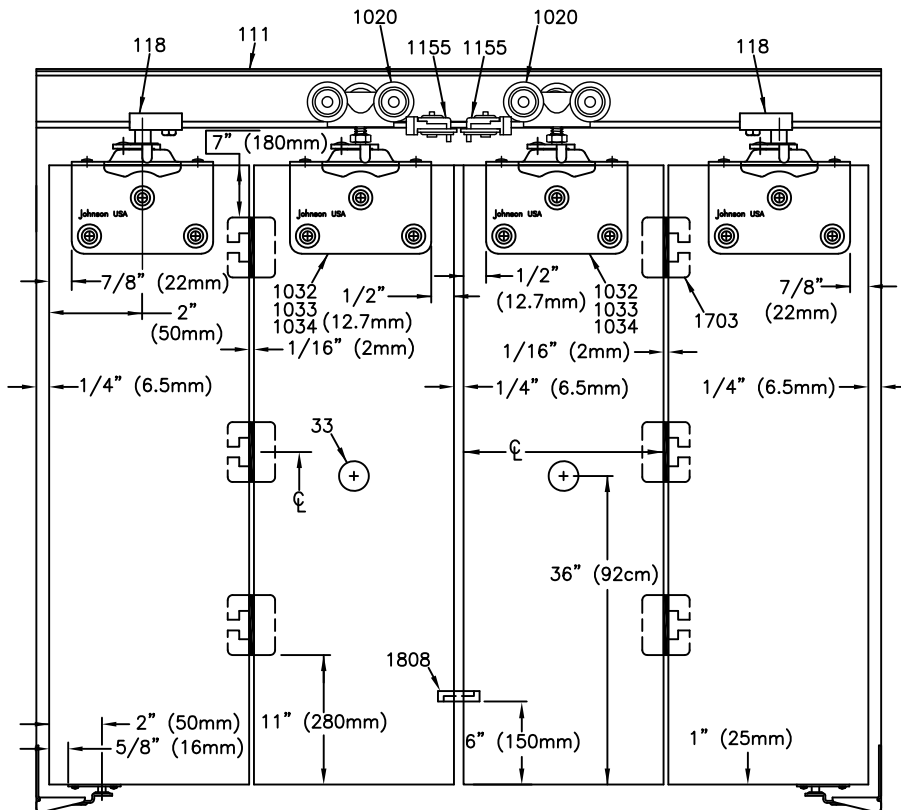 1020
1020
111
1155 1155
118
118
7” (180mm)
Johnson USA
Johnson USA
Johnson USA
Johnson USA
7/8” (22mm)
2”
(50mm)
1032
1033
1034
1/2”
(12.7mm)
1/2”
(12.7mm)
1032
1033
1034
1703
7/8”
(22mm)
1/16” (2mm)
1/16” (2mm)
1/4” (6.5mm)
1/4” (6.5mm)
1/4” (6.5mm)
33
℄
℄
36” (92cm)
1808
2” (50mm)
5/8” (16mm)
11” (280mm)
6” (150mm)
1” (25mm)